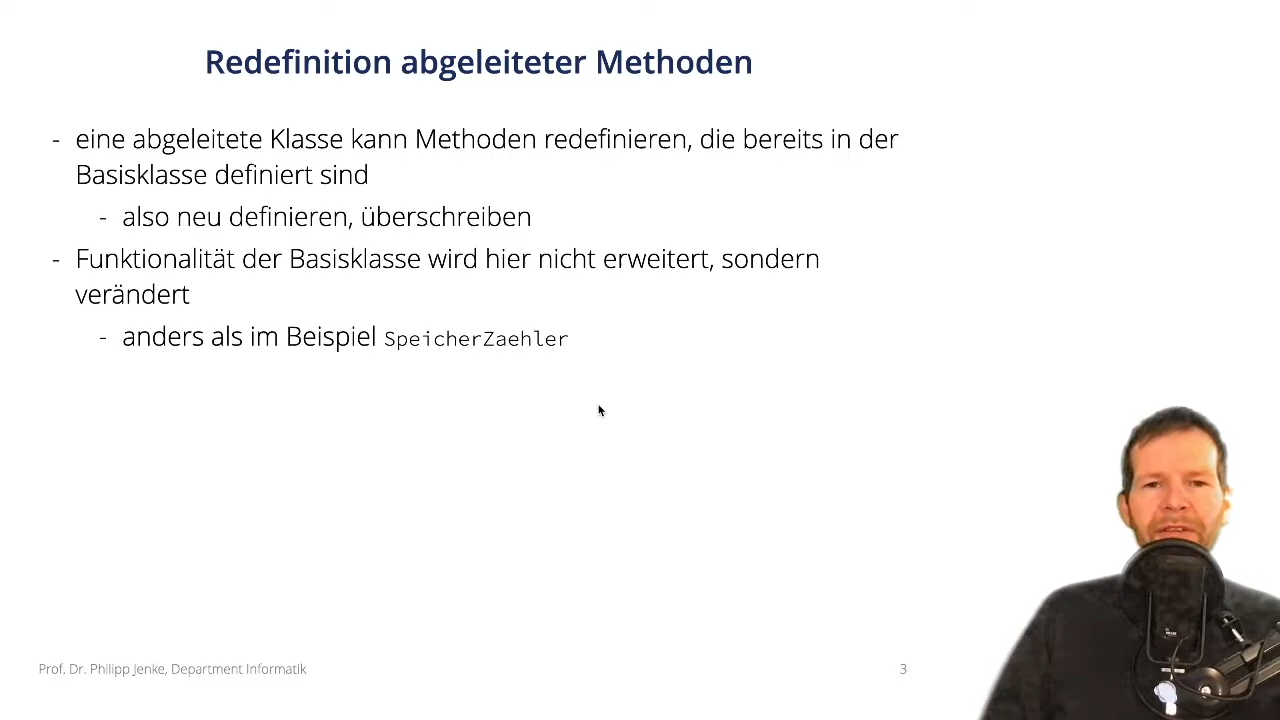 Redefinition abgeleiteter Methoden
- eine abgeleitete Klasse kann Methoden redefinieren, die bereits in der
Basisklasse definiert sind
- also neu definieren, überschreiben
- Funktionalität der Basisklasse wird hier nicht erweitert, sondern
verändert
- anders als im Beispiel SpeicherZaehler
Prof. Dr. Philipp Jenke, Department Informatik
3